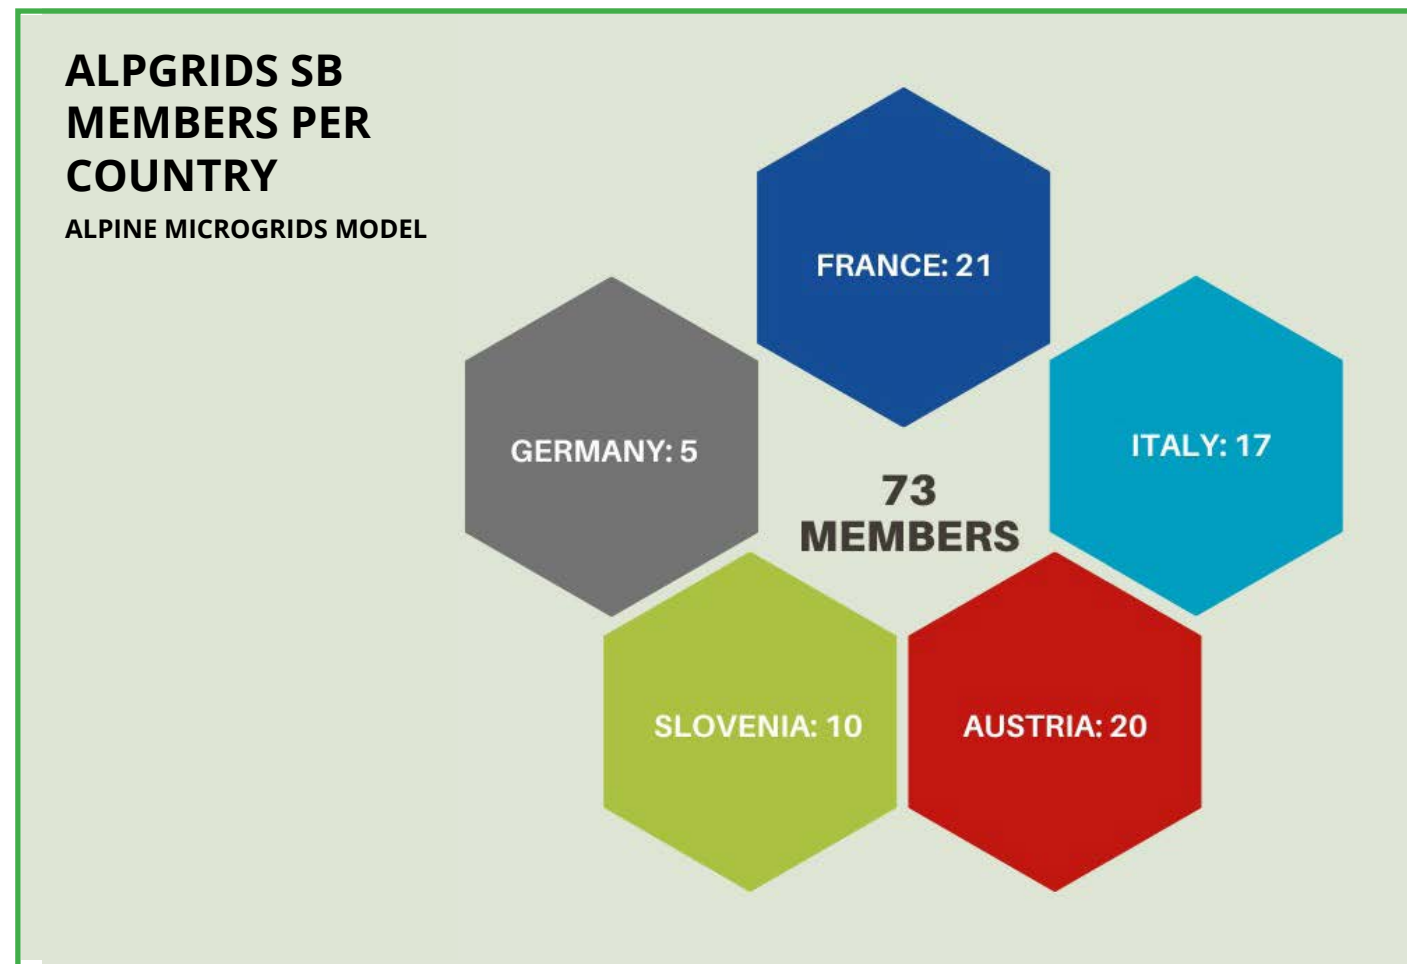 ALPGRIDS SB
MEMBERS PER
COUNTRY
ALPINE MICROGRIDS MODEL
FRANCE: 21
GERMANY: 5
ITALY: 17
73
MEMBERS
SLOVENIA: 10
AUSTRIA: 20